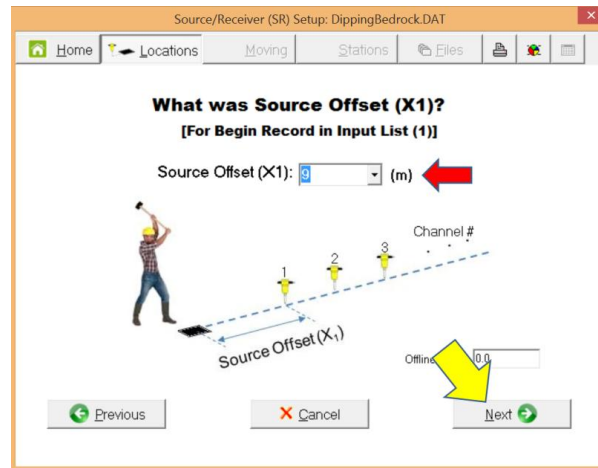 Source/Receiver (SR) Setup: DippingBedrock.DAT
Home Locations Moving Stations Files
What was Source Offset (X1)?
[For Begin Record in Input List (1)]
Source Offset (X1): 9 (m)
Channel #
1 2 3 . . .
Source Offset (X₁)
Offline 0.0
Previous Cancel Next